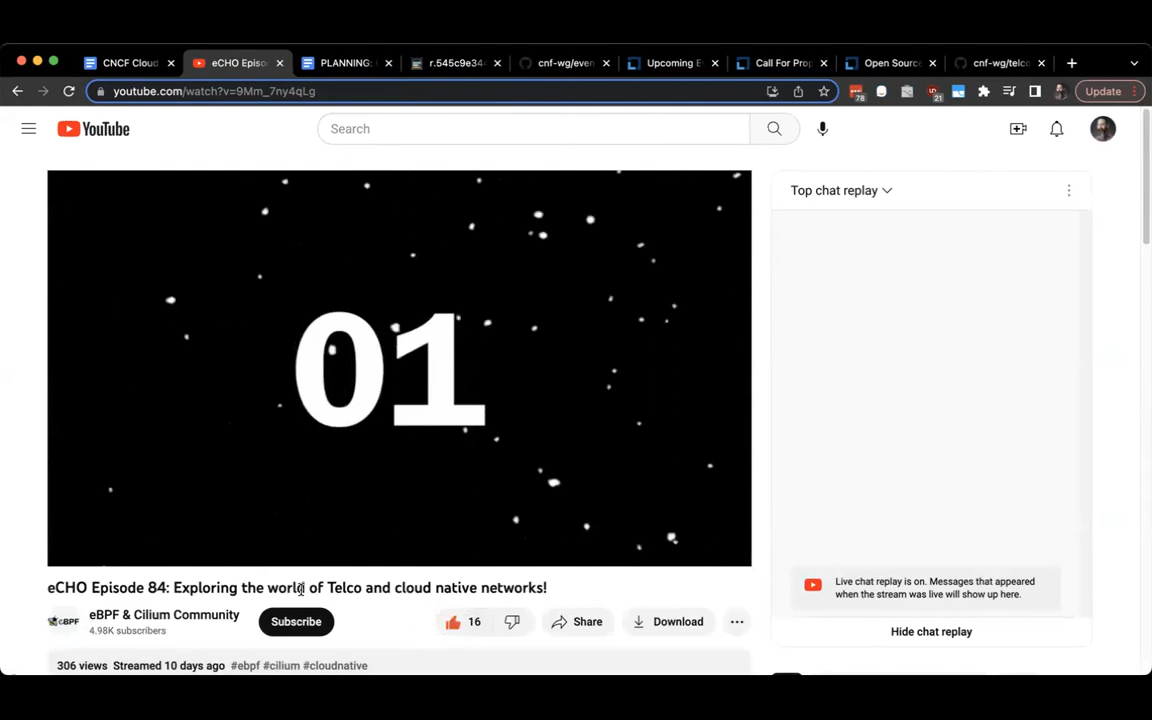 CNCF Cloud
eCHO Episo
PLANNING:
r.545c9e34
cnf-wg/even
Upcoming E
Call For Prop
Open Source
cnf-wg/telco
youtube.com/watch?v=9Mm_7ny4qLg
78
21
Update
YouTube
Search
Top chat replay
01
Live chat replay is on. Messages that appeared
when the stream was live will show up here.
Hide chat replay
eCHO Episode 84: Exploring the world of Telco and cloud native networks!
eBPF
eBPF & Cilium Community
4.98K subscribers
Subscribe
16
Share
Download
306 views Streamed 10 days ago #ebpf #cilium #cloudnative